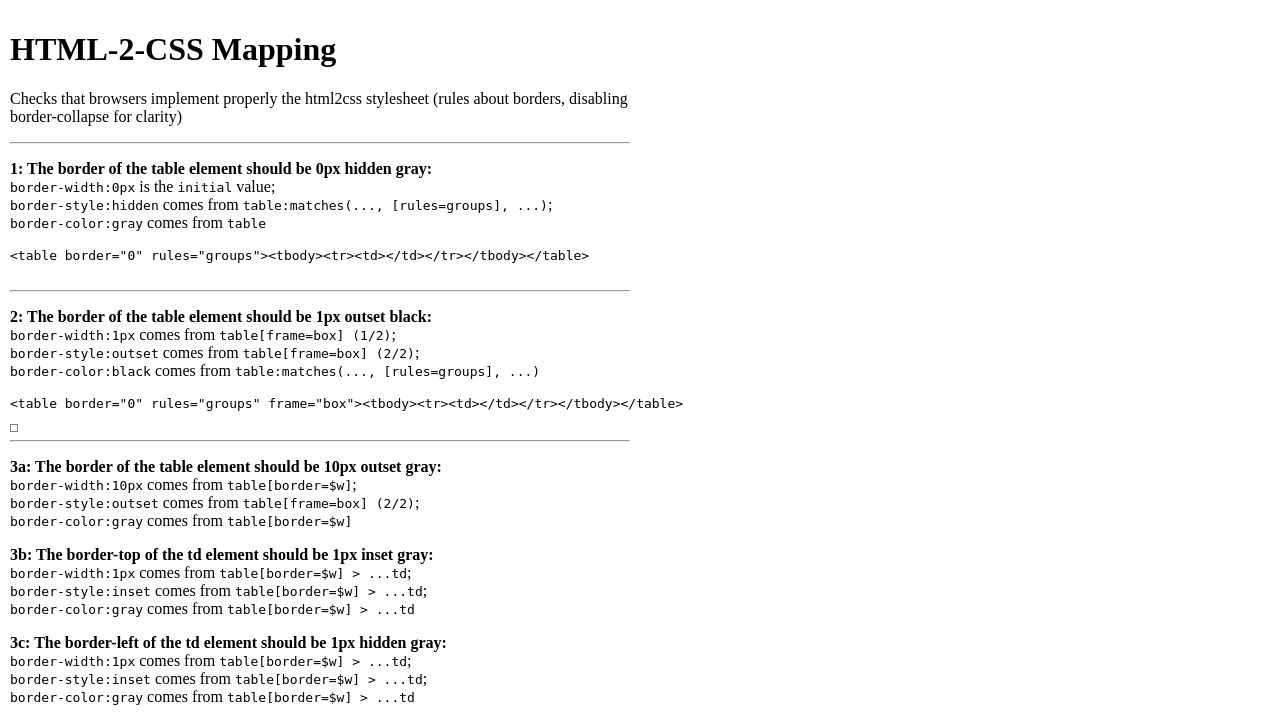 HTML-2-CSS Mapping
Checks that browsers implement properly the html2css stylesheet (rules about borders, disabling
border-collapse for clarity)
1: The border of the table element should be 0px hidden gray:
border-width:0px is the initial value;
border-style:hidden comes from table:matches(..., [rules=groups], ...);
border-color:gray comes from table
<table border="0" rules="groups"><tbody><tr><td></td></tr></tbody></table>
2: The border of the table element should be 1px outset black:
border-width:1px comes from table[frame=box] (1/2);
border-style:outset comes from table[frame=box] (2/2);
border-color:black comes from table:matches(..., [rules=groups], ...)
<table border="0" rules="groups" frame="box"><tbody><tr><td></td></tr></tbody></table>
3a: The border of the table element should be 10px outset gray:
border-width:10px comes from table[border=$w];
border-style:outset comes from table[frame=box] (2/2);
border-color:gray comes from table[border=$w]
3b: The border-top of the td element should be 1px inset gray:
border-width:1px comes from table[border=$w] > ...td;
border-style:inset comes from table[border=$w] > ...td;
border-color:gray comes from table[border=$w] > ...td
3c: The border-left of the td element should be 1px hidden gray:
border-width:1px comes from table[border=$w] > ...td;
border-style:inset comes from table[border=$w] > ...td;
border-color:gray comes from table[border=$w] > ...td